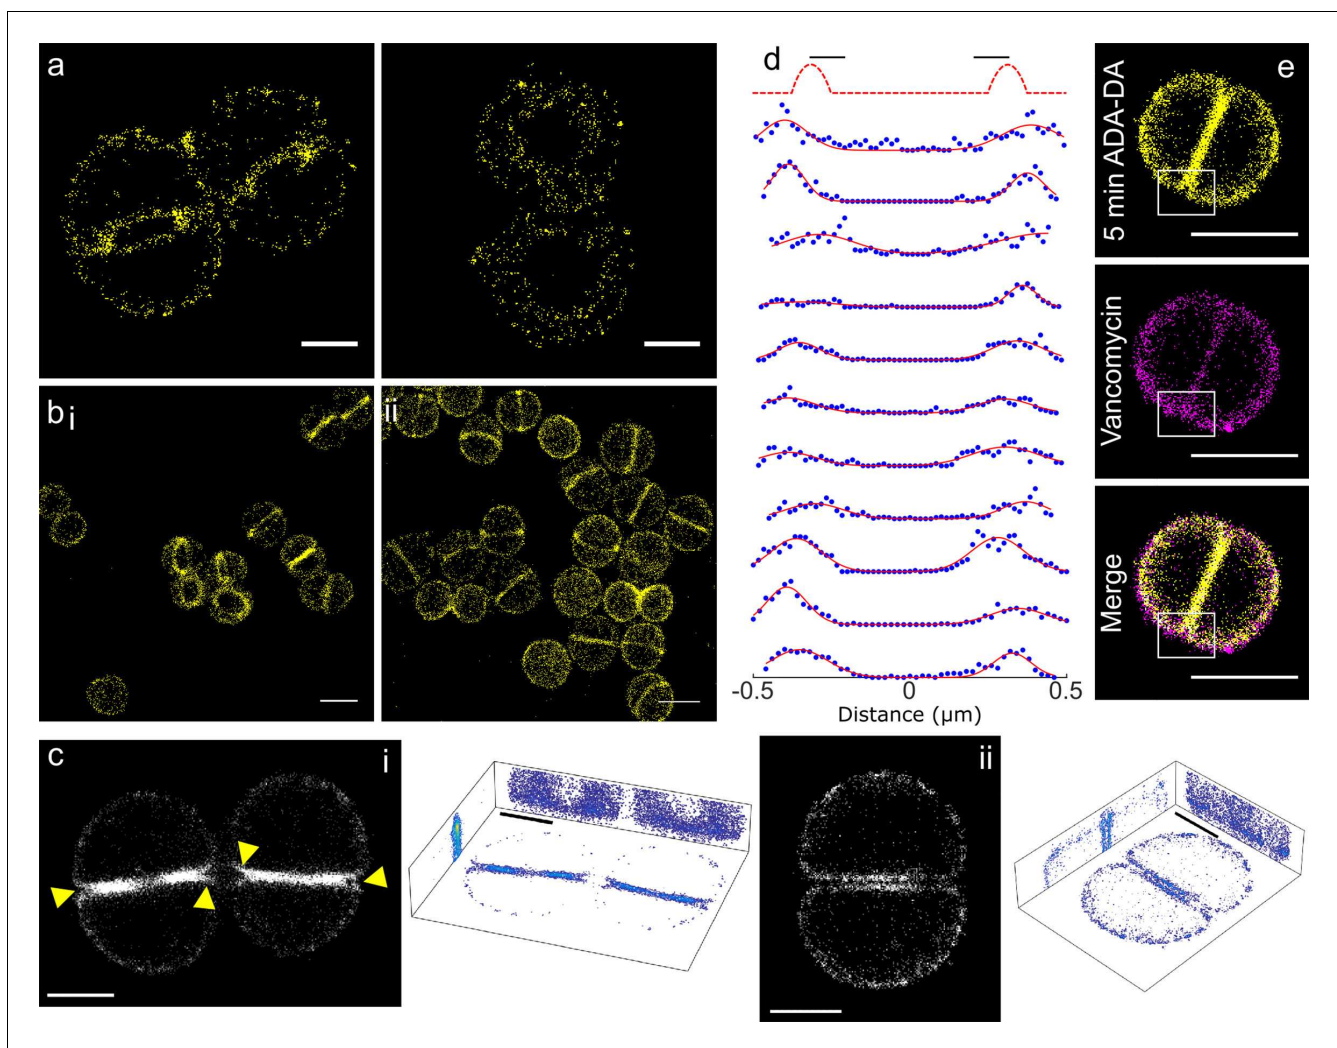 a
b i
ii
c i
ii
d
-0.5 0 0.5
Distance (µm)
e
5 min ADA-DA
Vancomycin
Merge